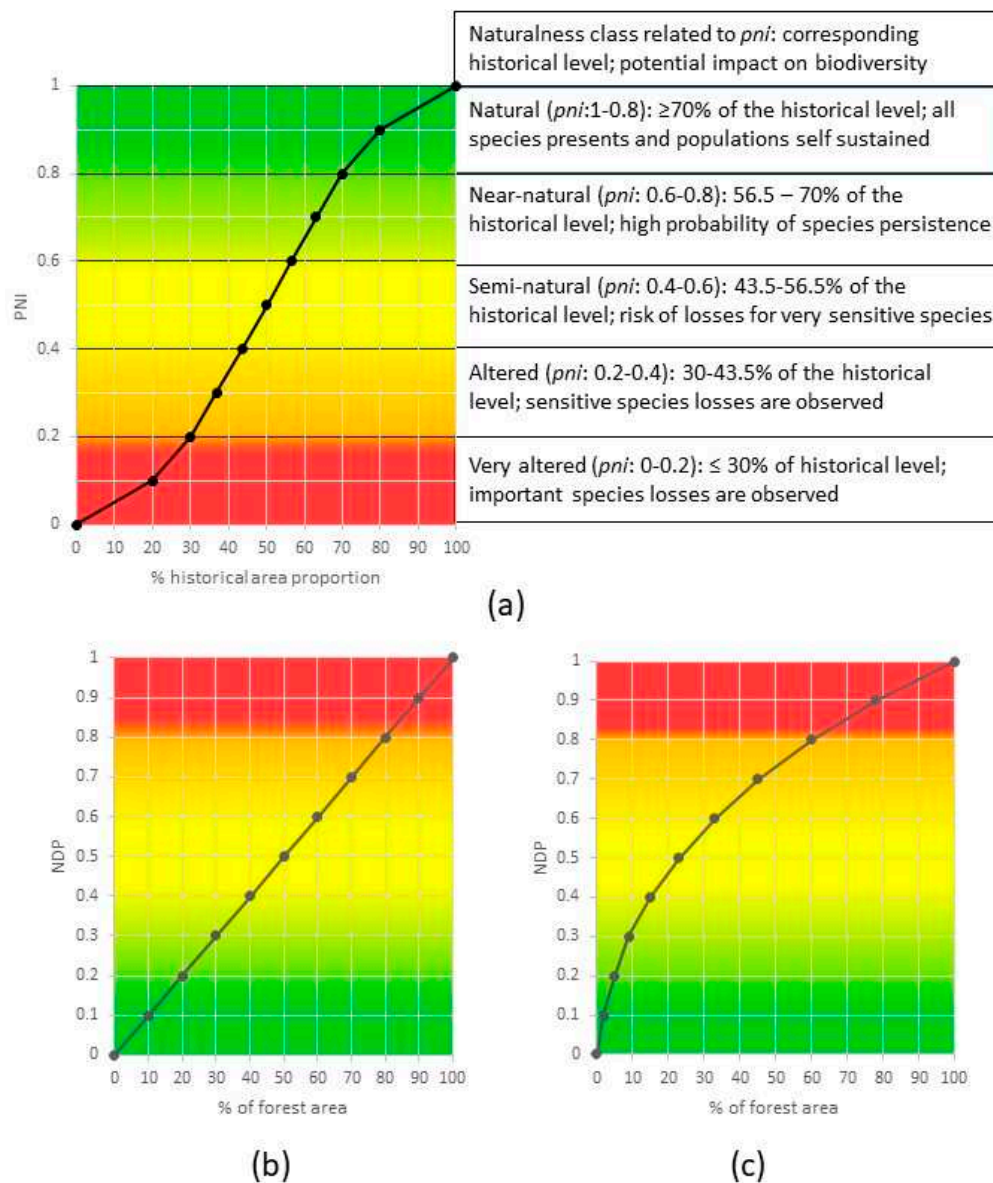 Naturalness class related to pni: corresponding
historical level; potential impact on biodiversity
Natural (pni:1-0.8): ≥70% of the historical level; all
species presents and populations self sustained
Near-natural (pni: 0.6-0.8): 56.5 – 70% of the
historical level; high probability of species persistence
Semi-natural (pni: 0.4-0.6): 43.5-56.5% of the
historical level; risk of losses for very sensitive species
Altered (pni: 0.2-0.4): 30-43.5% of the historical
level; sensitive species losses are observed
Very altered (pni: 0-0.2): ≤ 30% of historical level;
important species losses are observed
PNI
1
0.8
0.6
0.4
0.2
0
0 10 20 30 40 50 60 70 80 90 100
% historical area proportion
(a)
NDP
1
0.9
0.8
0.7
0.6
0.5
0.4
0.3
0.2
0.1
0
0 10 20 30 40 50 60 70 80 90 100
% of forest area
(b)
NDP
1
0.9
0.8
0.7
0.6
0.5
0.4
0.3
0.2
0.1
0
0 10 20 30 40 50 60 70 80 90 100
% of forest area
(c)